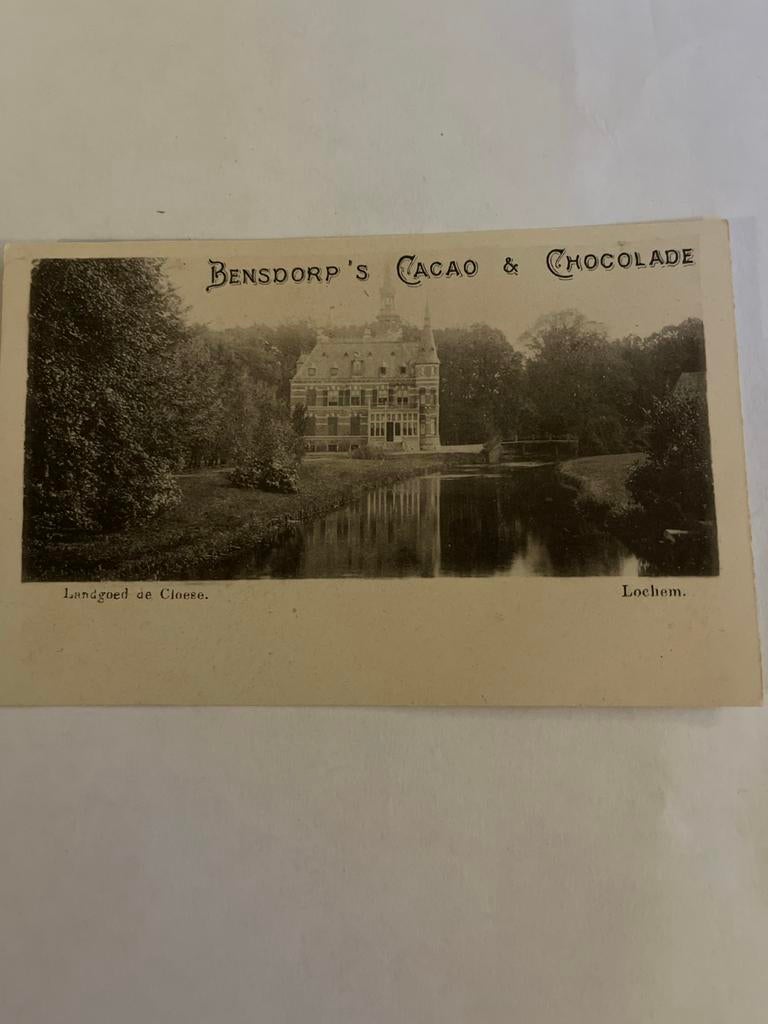 BENSDORP'S CACAO & CHOCOLADE
Landgoed de Cloese.
Lochem.